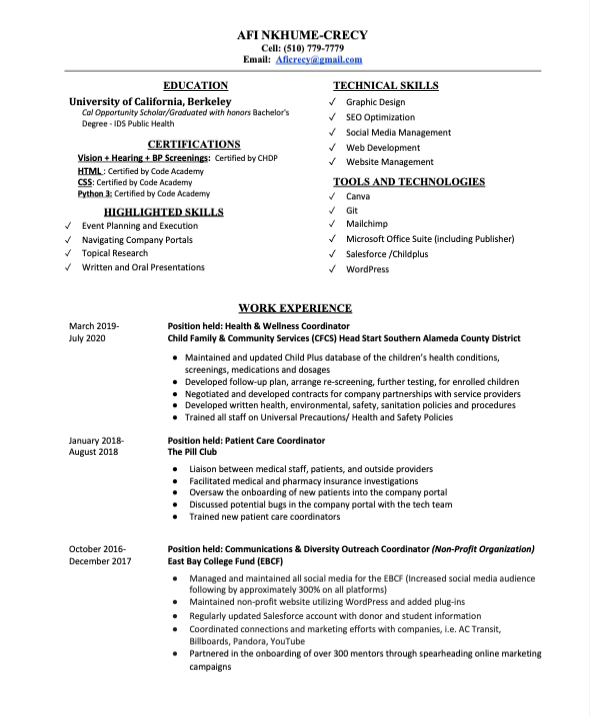 AFI NKHUME-CRECY
Cell: (510) 779-7779
Email: Aficrecy@gmail.com
EDUCATION
University of California, Berkeley
Cal Opportunity Scholar/Graduated with honors Bachelor's
Degree - IDS Public Health
CERTIFICATIONS
Vision + Hearing + BP Screenings: Certified by CHDP
HTML : Certified by Code Academy
CSS: Certified by Code Academy
Python 3: Certified by Code Academy
HIGHLIGHTED SKILLS
✓ Event Planning and Execution
✓ Navigating Company Portals
✓ Topical Research
✓ Written and Oral Presentations
TECHNICAL SKILLS
✓ Graphic Design
✓ SEO Optimization
✓ Social Media Management
✓ Web Development
✓ Website Management
TOOLS AND TECHNOLOGIES
✓ Canva
✓ Git
✓ Mailchimp
✓ Microsoft Office Suite (including Publisher)
✓ Salesforce /Childplus
✓ WordPress
WORK EXPERIENCE
March 2019-
July 2020
Position held: Health & Wellness Coordinator
Child Family & Community Services (CFCS) Head Start Southern Alameda County District
● Maintained and updated Child Plus database of the children's health conditions,
screenings, medications and dosages
● Developed follow-up plan, arrange re-screening, further testing, for enrolled children
● Negotiated and developed contracts for company partnerships with service providers
● Developed written health, environmental, safety, sanitation policies and procedures
● Trained all staff on Universal Precautions/ Health and Safety Policies
January 2018-
August 2018
Position held: Patient Care Coordinator
The Pill Club
● Liaison between medical staff, patients, and outside providers
● Facilitated medical and pharmacy insurance investigations
● Oversaw the onboarding of new patients into the company portal
● Discussed potential bugs in the company portal with the tech team
● Trained new patient care coordinators
October 2016-
December 2017
Position held: Communications & Diversity Outreach Coordinator (Non-Profit Organization)
East Bay College Fund (EBCF)
● Managed and maintained all social media for the EBCF (Increased social media audience
following by approximately 300% on all platforms)
● Maintained non-profit website utilizing WordPress and added plug-ins
● Regularly updated Salesforce account with donor and student information
● Coordinated connections and marketing efforts with companies, i.e. AC Transit,
Billboards, Pandora, YouTube
● Partnered in the onboarding of over 300 mentors through spearheading online marketing
campaigns